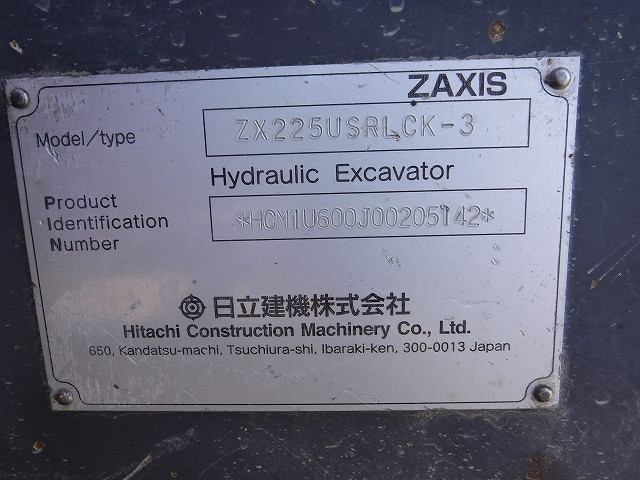 ZAXIS
Model/type ZX225USRLCK-3
Hydraulic Excavator
Product
Identification
Number
*HCM1U600J00205142*
日立建機株式会社
Hitachi Construction Machinery Co., Ltd.
650, Kandatsu-machi, Tsuchiura-shi, Ibaraki-ken, 300-0013 Japan